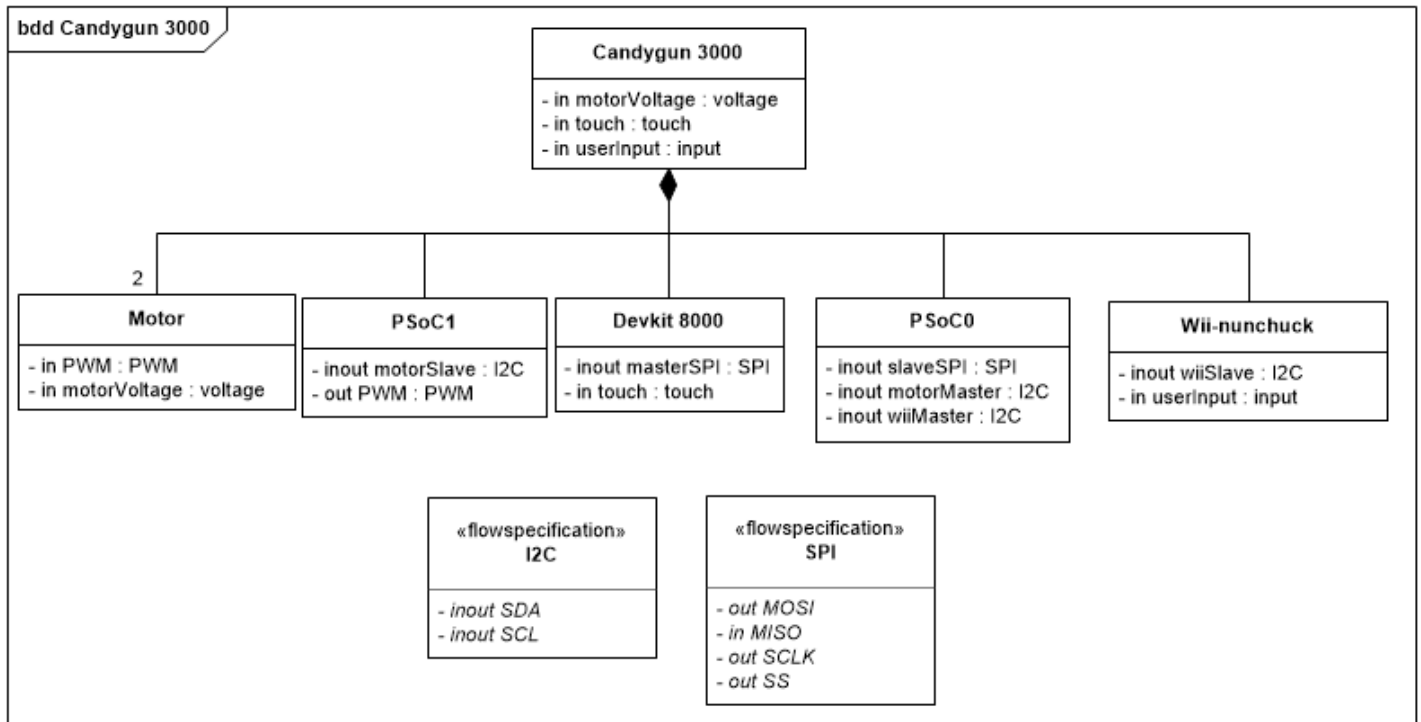 bdd Candygun 3000
Candygun 3000
- in motorVoltage : voltage
- in touch : touch
- in userInput : input
2
Motor
- in PWM : PWM
- in motorVoltage : voltage
PSoC1
- inout motorSlave : I2C
- out PWM : PWM
Devkit 8000
- inout masterSPI : SPI
- in touch : touch
PSoC0
- inout slaveSPI : SPI
- inout motorMaster : I2C
- inout wiiMaster : I2C
Wii-nunchuck
- inout wiiSlave : I2C
- in userInput : input
«flowspecification»
I2C
- inout SDA
- inout SCL
«flowspecification»
SPI
- out MOSI
- in MISO
- out SCLK
- out SS